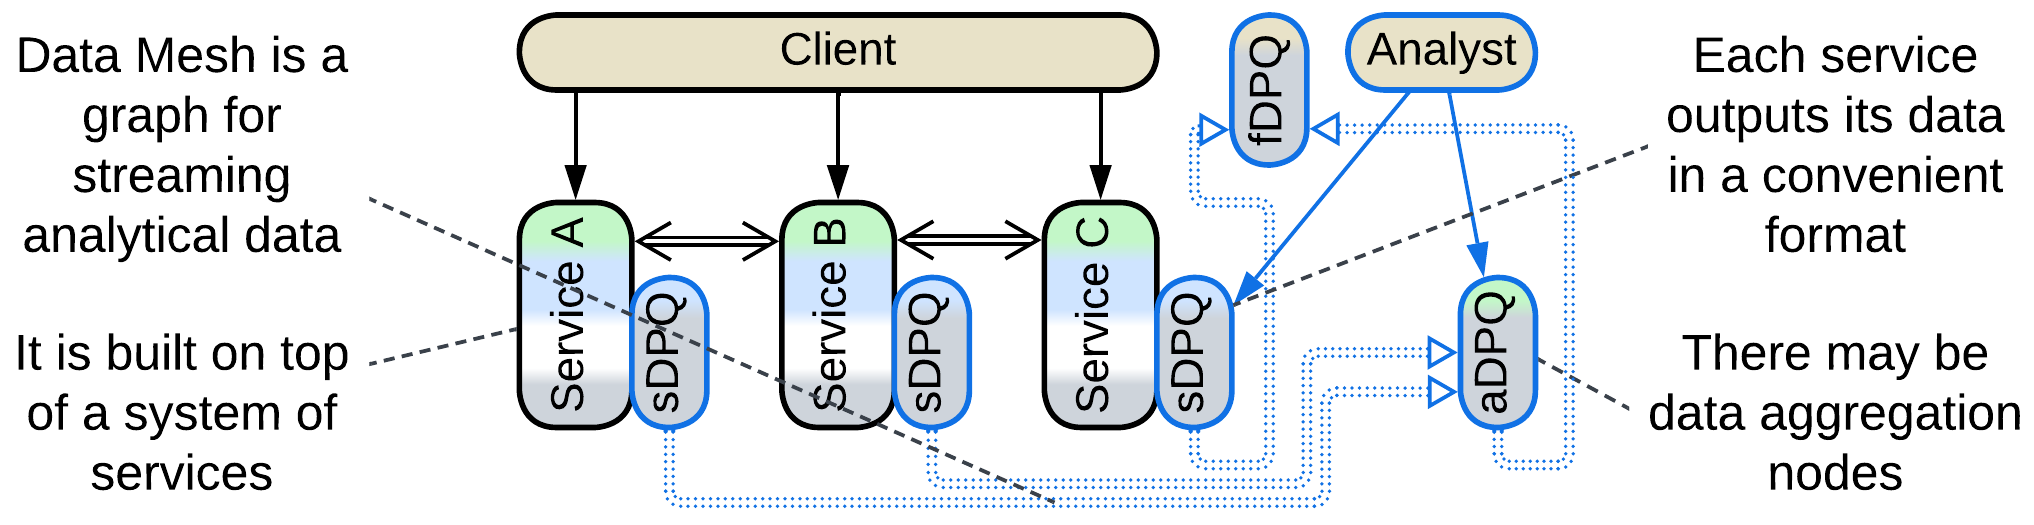 Data Mesh is a
graph for
streaming
analytical data
It is built on top
of a system of
services
Client
fDPQ
Analyst
Service A
sDPQ
Service B
sDPQ
Service C
sDPQ
aDPQ
Each service
outputs its data
in a convenient
format
There may be
data aggregation
nodes